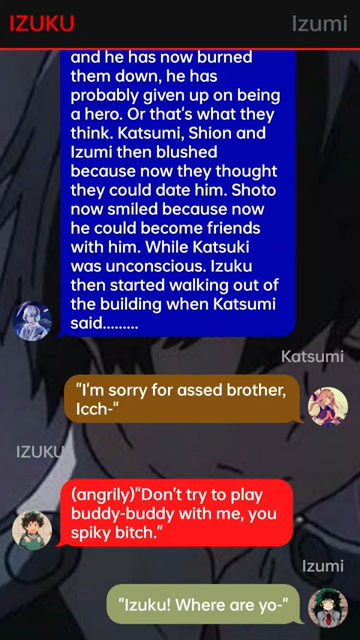 IZUKU
Izumi
and he has now burned
them down, he has
probably given up on being
a hero. Or that's what they
think. Katsumi, Shion and
Izumi then blushed
because now they thought
they could date him. Shoto
now smiled because now
he could become friends
with him. While Katsuki
was unconscious. Izuku
then started walking out of
the building when Katsumi
said.........
Katsumi
"I'm sorry for assed brother,
Icch-"
IZUKU
(angrily)"Don't try to play
buddy-buddy with me, you
spiky bitch."
Izumi
"Izuku! Where are yo-"